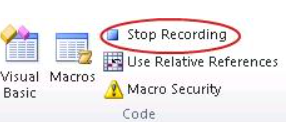 Stop Recording
Use Relative References
Macro Security
Visual Basic
Macros
Code